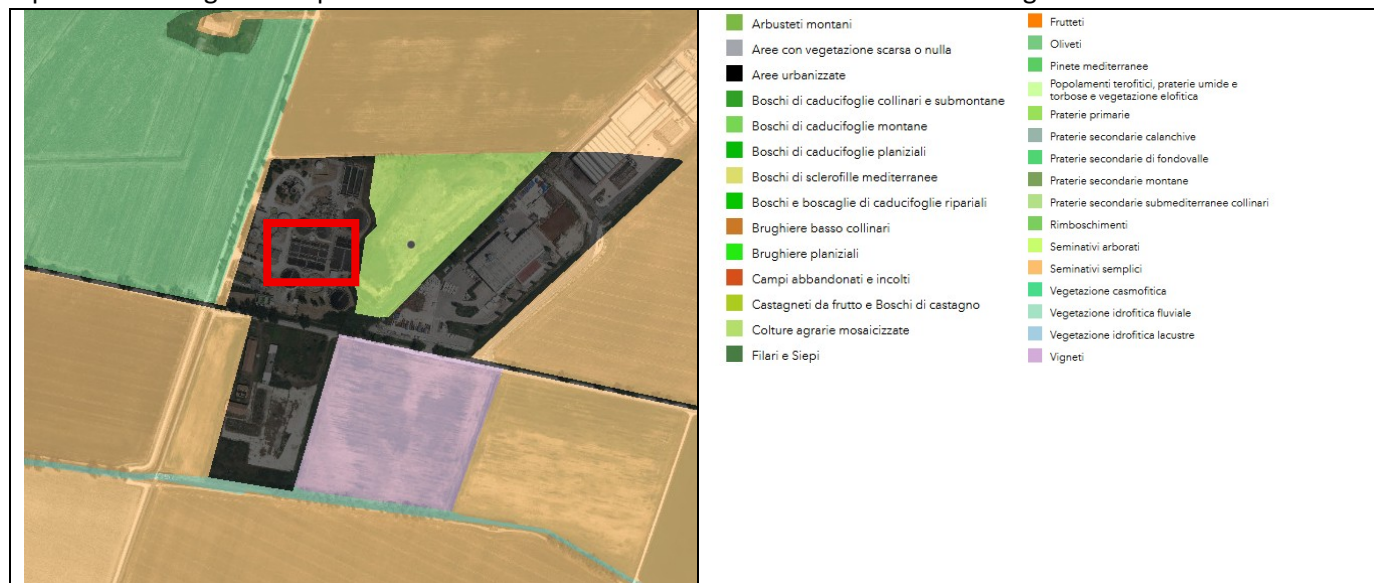 Arbusteti montani
Aree con vegetazione scarsa o nulla
Aree urbanizzate
Boschi di caducifoglie collinari e submontane
Boschi di caducifoglie montane
Boschi di caducifoglie planiziali
Boschi di sclerofille mediterranee
Boschi e boscaglie di caducifoglie ripariali
Brughiere basso collinari
Brughiere planiziali
Campi abbandonati e incolti
Castagneti da frutto e Boschi di castagno
Colture agrarie mosaicizzate
Filari e Siepi
Frutteti
Oliveti
Pinete mediterranee
Popolamenti terofitici, praterie umide e
torbose e vegetazione elofitica
Praterie primarie
Praterie secondarie calanchive
Praterie secondarie di fondovalle
Praterie secondarie montane
Praterie secondarie submediterranee collinari
Rimboschimenti
Seminativi arborati
Seminativi semplici
Vegetazione casmofitica
Vegetazione idrofitica fluviale
Vegetazione idrofitica lacustre
Vigneti